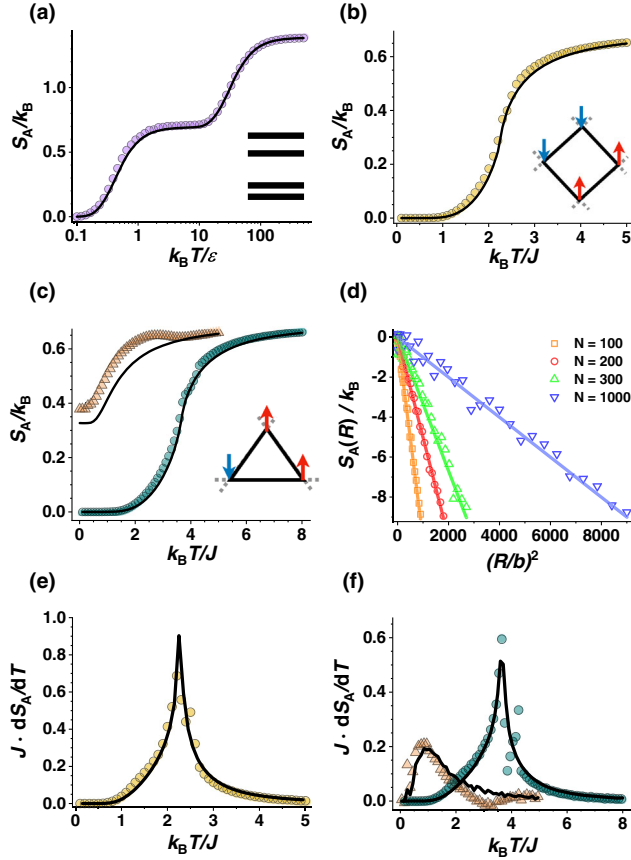 (a)
S_A/k_B
1.0
0.0
0.1 1 10 100
k_B T/ε
(b)
S_A/k_B
0.6
0.4
0.2
0.0
0 1 2 3 4 5
k_B T/J
(c)
S_A/k_B
0.6
0.4
0.2
0.0
0 2 4 6 8
k_B T/J
(d)
S_A(R) / k_B
0
-2
-4
-6
-8
N = 100
N = 200
N = 300
N = 1000
0 2000 4000 6000 8000
(R/b)²
(e)
J · dS_A/dT
1.0
0.8
0.6
0.4
0.2
0.0
0 1 2 3 4 5
k_B T/J
(f)
J · dS_A/dT
0.6
0.4
0.2
0.0
0 2 4 6 8
k_B T/J